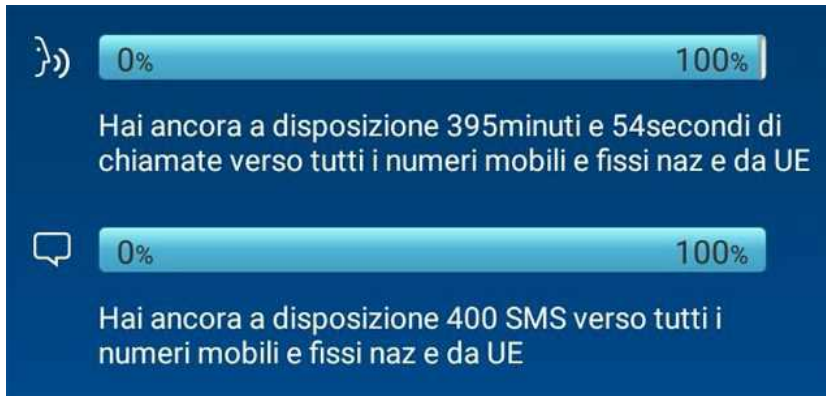 0% 100%
Hai ancora a disposizione 395minuti e 54secondi di
chiamate verso tutti i numeri mobili e fissi naz e da UE
0% 100%
Hai ancora a disposizione 400 SMS verso tutti i
numeri mobili e fissi naz e da UE